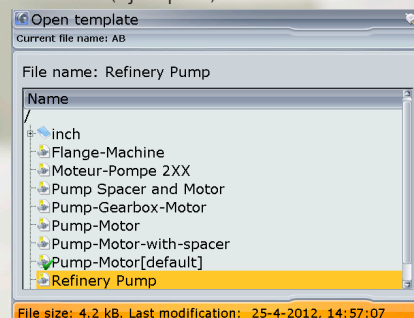 Open template
Current file name: AB
File name: Refinery Pump
Name
/
inch
Flange-Machine
Moteur-Pompe 2XX
Pump Spacer and Motor
Pump-Gearbox-Motor
Pump-Motor
Pump-Motor-with-spacer
Pump-Motor[default]
Refinery Pump
File size: 4.2 kB. Last modification: 25-4-2012, 14:57:07